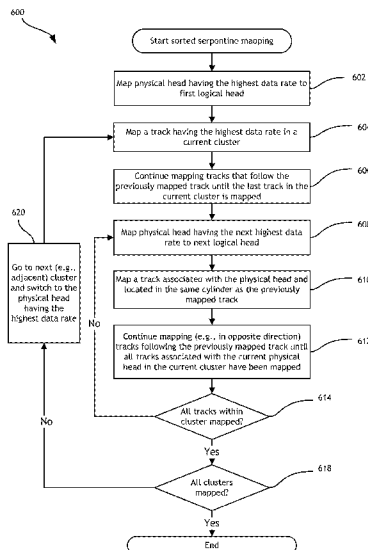 600
Start sorted serpentine mapping
Map physical head having the highest data rate to
first logical head
602
Map a track having the highest data rate in a
current cluster
604
Continue mapping tracks that follow the
previously mapped track until the last track in the
current cluster is mapped
606
620
Go to next (e.g.,
adjacent) cluster
and switch to the
physical head
having the
highest data rate
Map physical head having the next highest
data rate to next logical head
608
No
Map a track associated with the physical head and
located in the same cylinder as the previously
mapped track
610
Continue mapping (e.g., in opposite direction)
tracks following the previously mapped track until
all tracks associated with the current physical
head in the current cluster have been mapped
612
All tracks within
cluster mapped?
614
No
Yes
All clusters
mapped?
618
Yes
End